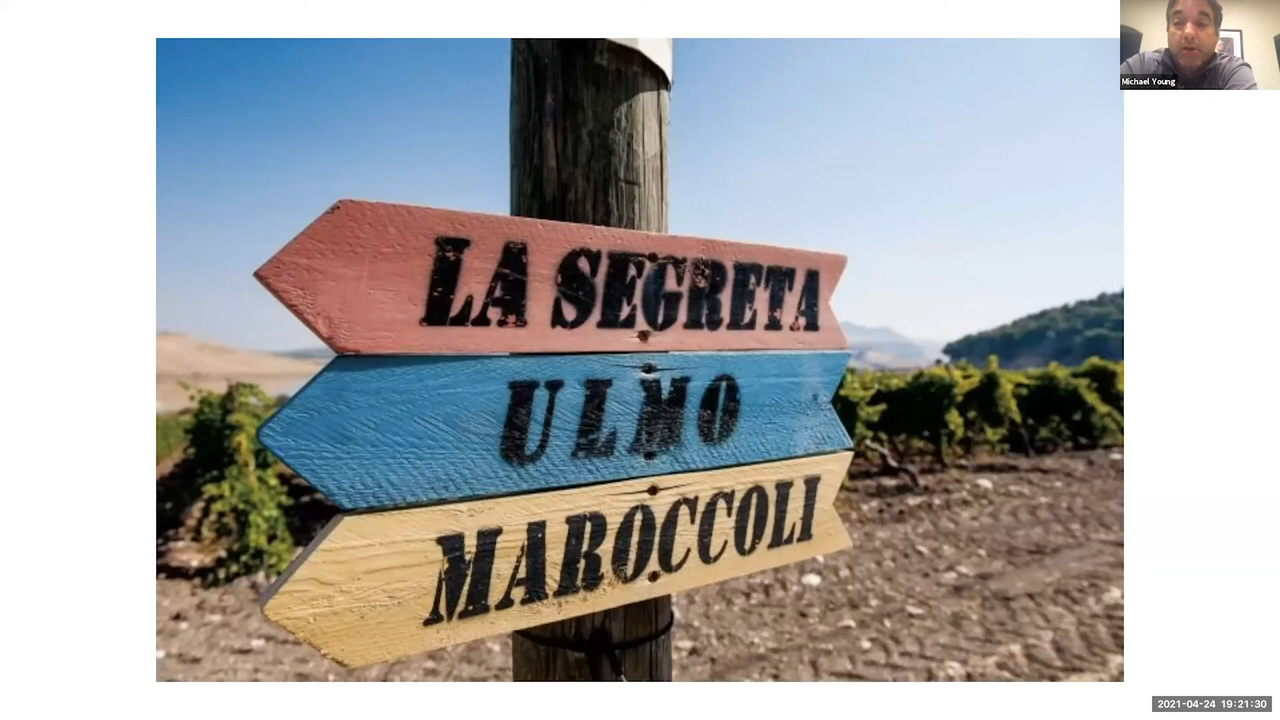 Michael Young
LA SEGRETA
ULMO
MAROCCOLI
2021-04-24 19:21:30